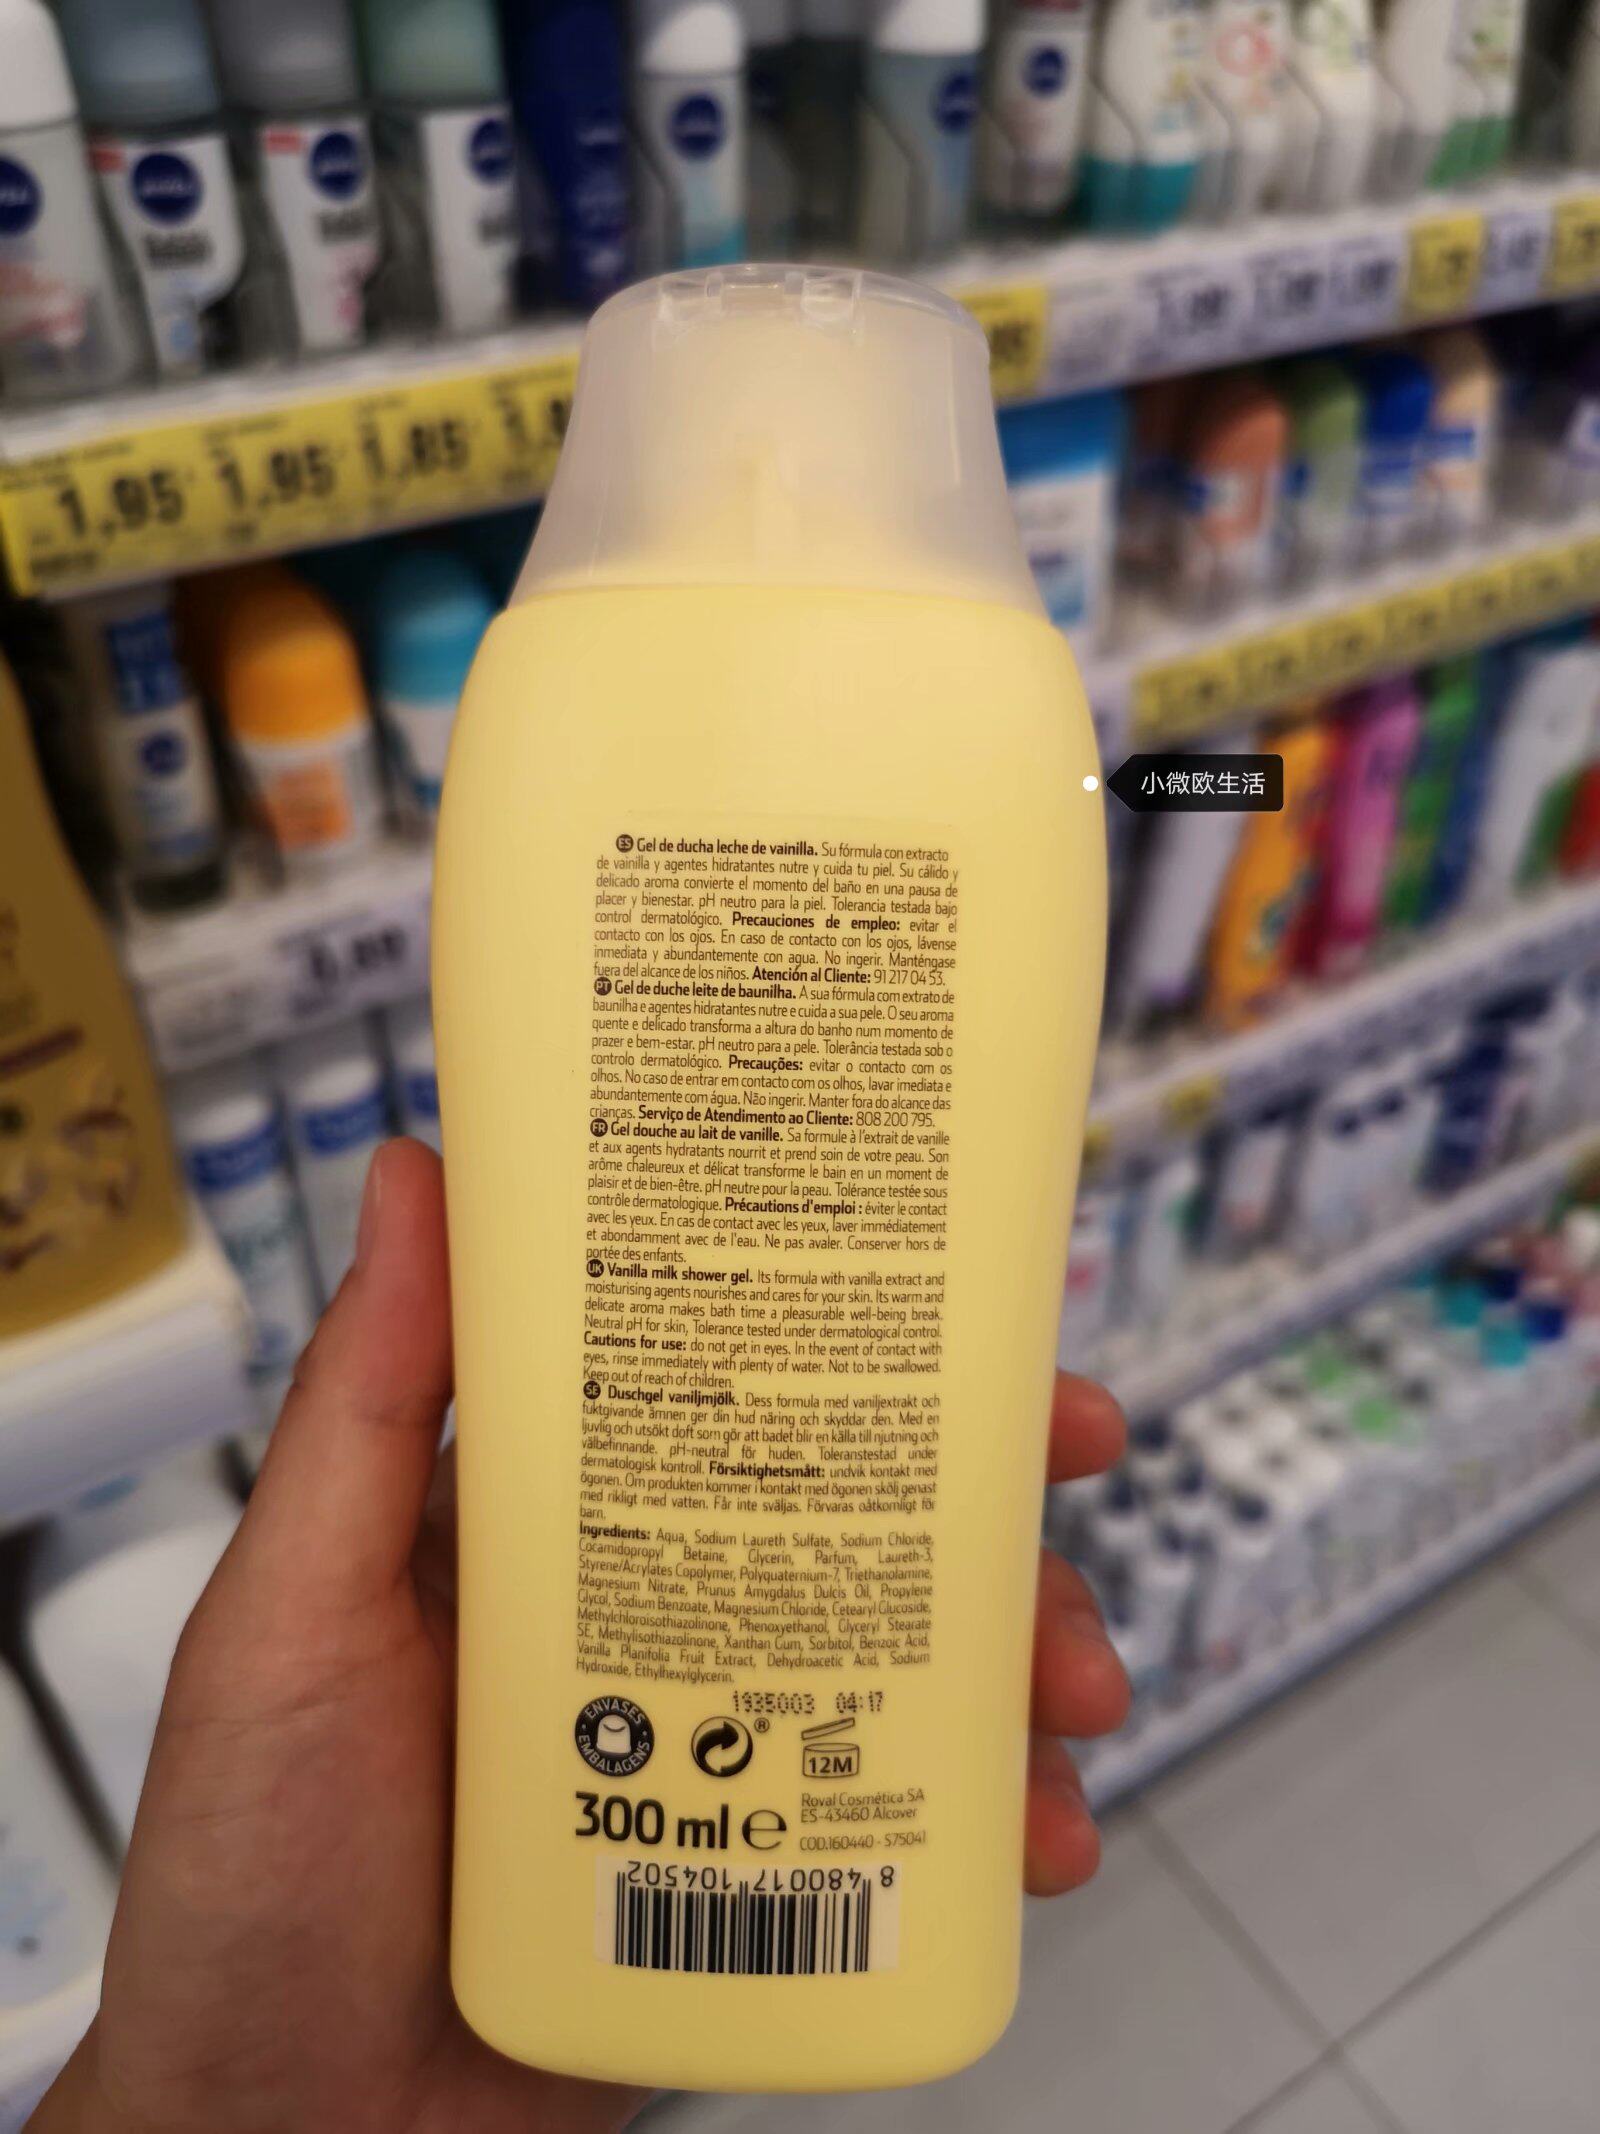 1,95
1,95
1,85
小微欧生活
ES Gel de ducha leche de vainilla. Su fórmula con extracto
de vainilla y agentes hidratantes nutre y cuida tu piel. Su cálido y
delicado aroma convierte el momento del baño en una pausa de
placer y bienestar. pH neutro para la piel. Tolerancia testada bajo
control dermatológico. Precauciones de empleo: evitar el
contacto con los ojos. En caso de contacto con los ojos, lávense
inmediata y abundantemente con agua. No ingerir. Manténgase
fuera del alcance de los niños. Atención al Cliente: 91 217 04 53.
PT Gel de duche leite de baunilha. A sua fórmula com extrato de
baunilha e agentes hidratantes nutre e cuida a sua pele. O seu aroma
quente e delicado transforma a altura do banho num momento de
prazer e bem-estar. pH neutro para a pele. Tolerância testada sob o
controlo dermatológico. Precauções: evitar o contacto com os
olhos. No caso de entrar em contacto com os olhos, lavar imediata e
abundantemente com água. Não ingerir. Manter fora do alcance das
crianças. Serviço de Atendimento ao Cliente: 808 200 795.
FR Gel douche au lait de vanille. Sa formule à l'extrait de vanille
et aux agents hydratants nourrit et prend soin de votre peau. Son
arôme chaleureux et délicat transforme le bain en un moment de
plaisir et de bien-être. pH neutre pour la peau. Tolérance testée sous
contrôle dermatologique. Précautions d'emploi : éviter le contact
avec les yeux. En cas de contact avec les yeux, laver immédiatement
et abondamment avec de l'eau. Ne pas avaler. Conserver hors de
portée des enfants.
UK Vanilla milk shower gel. Its formula with vanilla extract and
moisturising agents nourishes and cares for your skin. Its warm and
delicate aroma makes bath time a pleasurable well-being break.
Neutral pH for skin, Tolerance tested under dermatological control.
Cautions for use: do not get in eyes. In the event of contact with
eyes, rinse immediately with plenty of water. Not to be swallowed.
Keep out of reach of children.
SE Duschgel vaniljmjölk. Dess formula med vaniljextrakt och
fuktgivande ämnen ger din hud näring och skyddar den. Med en
ljuvlig och utsökt doft som gör att badet blir en källa till njutning och
välbefinnande. pH-neutral för huden. Toleranstestad under
dermatologisk kontroll. Försiktighetsmått: undvik kontakt med
ögonen. Om produkten kommer i kontakt med ögonen skölj genast
med rikligt med vatten. Får inte sväljas. Förvaras oåtkomligt för
barn.
Ingredients: Aqua, Sodium Laureth Sulfate, Sodium Chloride,
Cocamidopropyl Betaine, Glycerin, Parfum, Laureth-3,
Styrene/Acrylates Copolymer, Polyquaternium-7, Triethanolamine,
Magnesium Nitrate, Prunus Amygdalus Dulcis Oil, Propylene
Glycol, Sodium Benzoate, Magnesium Chloride, Cetearyl Glucoside,
Methylchloroisothiazolinone, Phenoxyethanol, Glyceryl Stearate
SE, Methylisothiazolinone, Xanthan Gum, Sorbitol, Benzoic Acid,
Vanilla Planifolia Fruit Extract, Dehydroacetic Acid, Sodium
Hydroxide, Ethylhexylglycerin.
1935003 04:17
ENVASES
EMBALAGENS
®
12M
300 ml e
Roval Cosmética SA
ES-43460 Alcover
COD.160440 - S75041
8 480017 104502